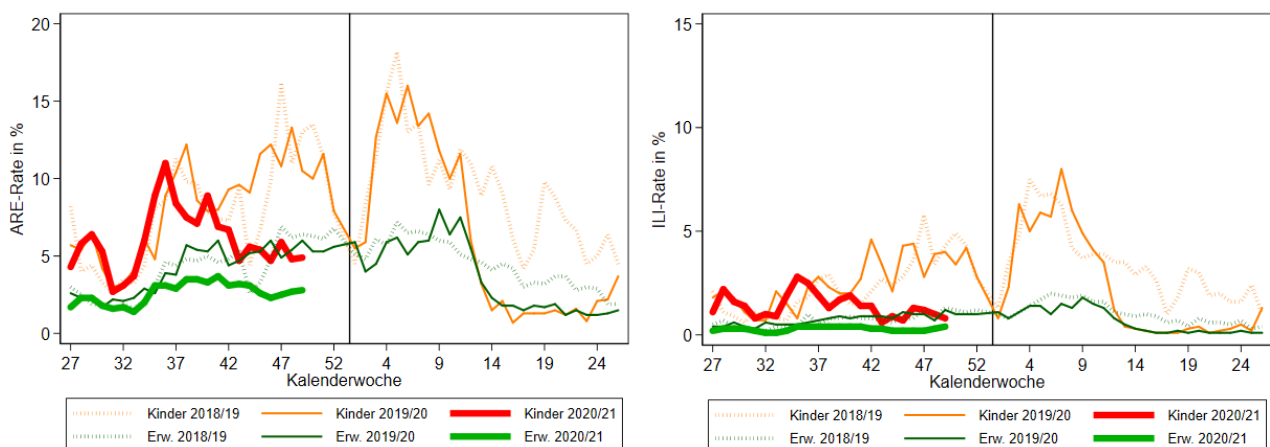 ARE-Rate in %
20
15
10
5
0
27 32 37 42 47 52 4 9 14 19 24
Kalenderwoche
Kinder 2018/19 Kinder 2019/20 Kinder 2020/21
Erw. 2018/19 Erw. 2019/20 Erw. 2020/21
ILI-Rate in %
15
10
5
0
27 32 37 42 47 52 4 9 14 19 24
Kalenderwoche
Kinder 2018/19 Kinder 2019/20 Kinder 2020/21
Erw. 2018/19 Erw. 2019/20 Erw. 2020/21